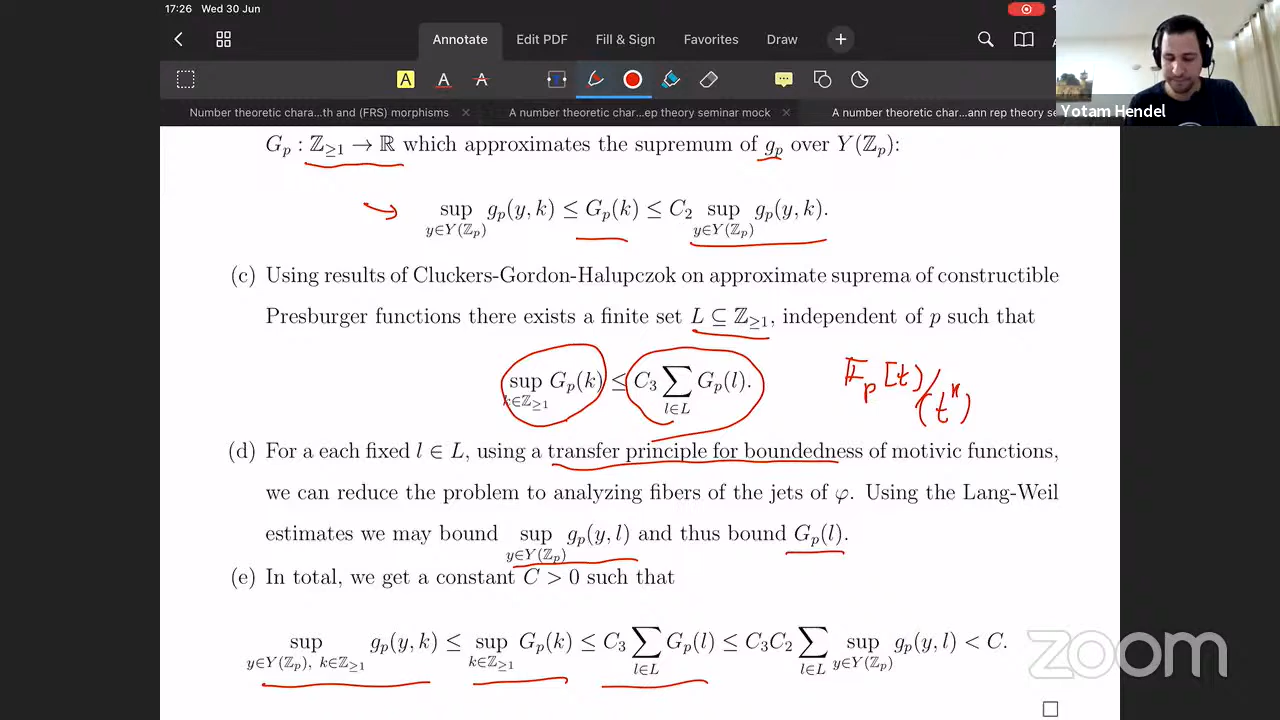 17:26 Wed 30 Jun
Annotate Edit PDF Fill & Sign Favorites Draw
Number theoretic chara…th and (FRS) morphisms × A number theoretic char…ep theory seminar mock × A number theoretic char…ann rep theory se
Yotam Hendel
G_p : ℤ_{≥1} → ℝ which approximates the supremum of g_p over Y(ℤ_p):
sup_{y∈Y(ℤ_p)} g_p(y, k) ≤ G_p(k) ≤ C_2 sup_{y∈Y(ℤ_p)} g_p(y, k).
(c) Using results of Cluckers-Gordon-Halupczok on approximate suprema of constructible
Presburger functions there exists a finite set L ⊆ ℤ_{≥1}, independent of p such that
sup_{k∈ℤ_{≥1}} G_p(k) ≤ C_3 ∑_{l∈L} G_p(l).
𝔽_p[t]/(t^n)
(d) For a each fixed l ∈ L, using a transfer principle for boundedness of motivic functions,
we can reduce the problem to analyzing fibers of the jets of φ. Using the Lang-Weil
estimates we may bound sup_{y∈Y(ℤ_p)} g_p(y, l) and thus bound G_p(l).
(e) In total, we get a constant C > 0 such that
sup_{y∈Y(ℤ_p), k∈ℤ_{≥1}} g_p(y, k) ≤ sup_{k∈ℤ_{≥1}} G_p(k) ≤ C_3 ∑_{l∈L} G_p(l) ≤ C_3C_2 ∑_{l∈L} sup_{y∈Y(ℤ_p)} g_p(y, l) < C.
zoom